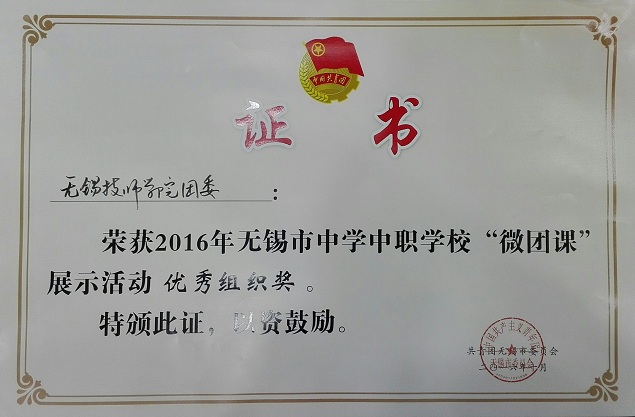 中国共青团
证书
无锡技师学院团委：
荣获2016年无锡市中学中职学校“微团课”
展示活动 优秀组织奖 。
特颁此证，以资鼓励。
共青团无锡市委员会